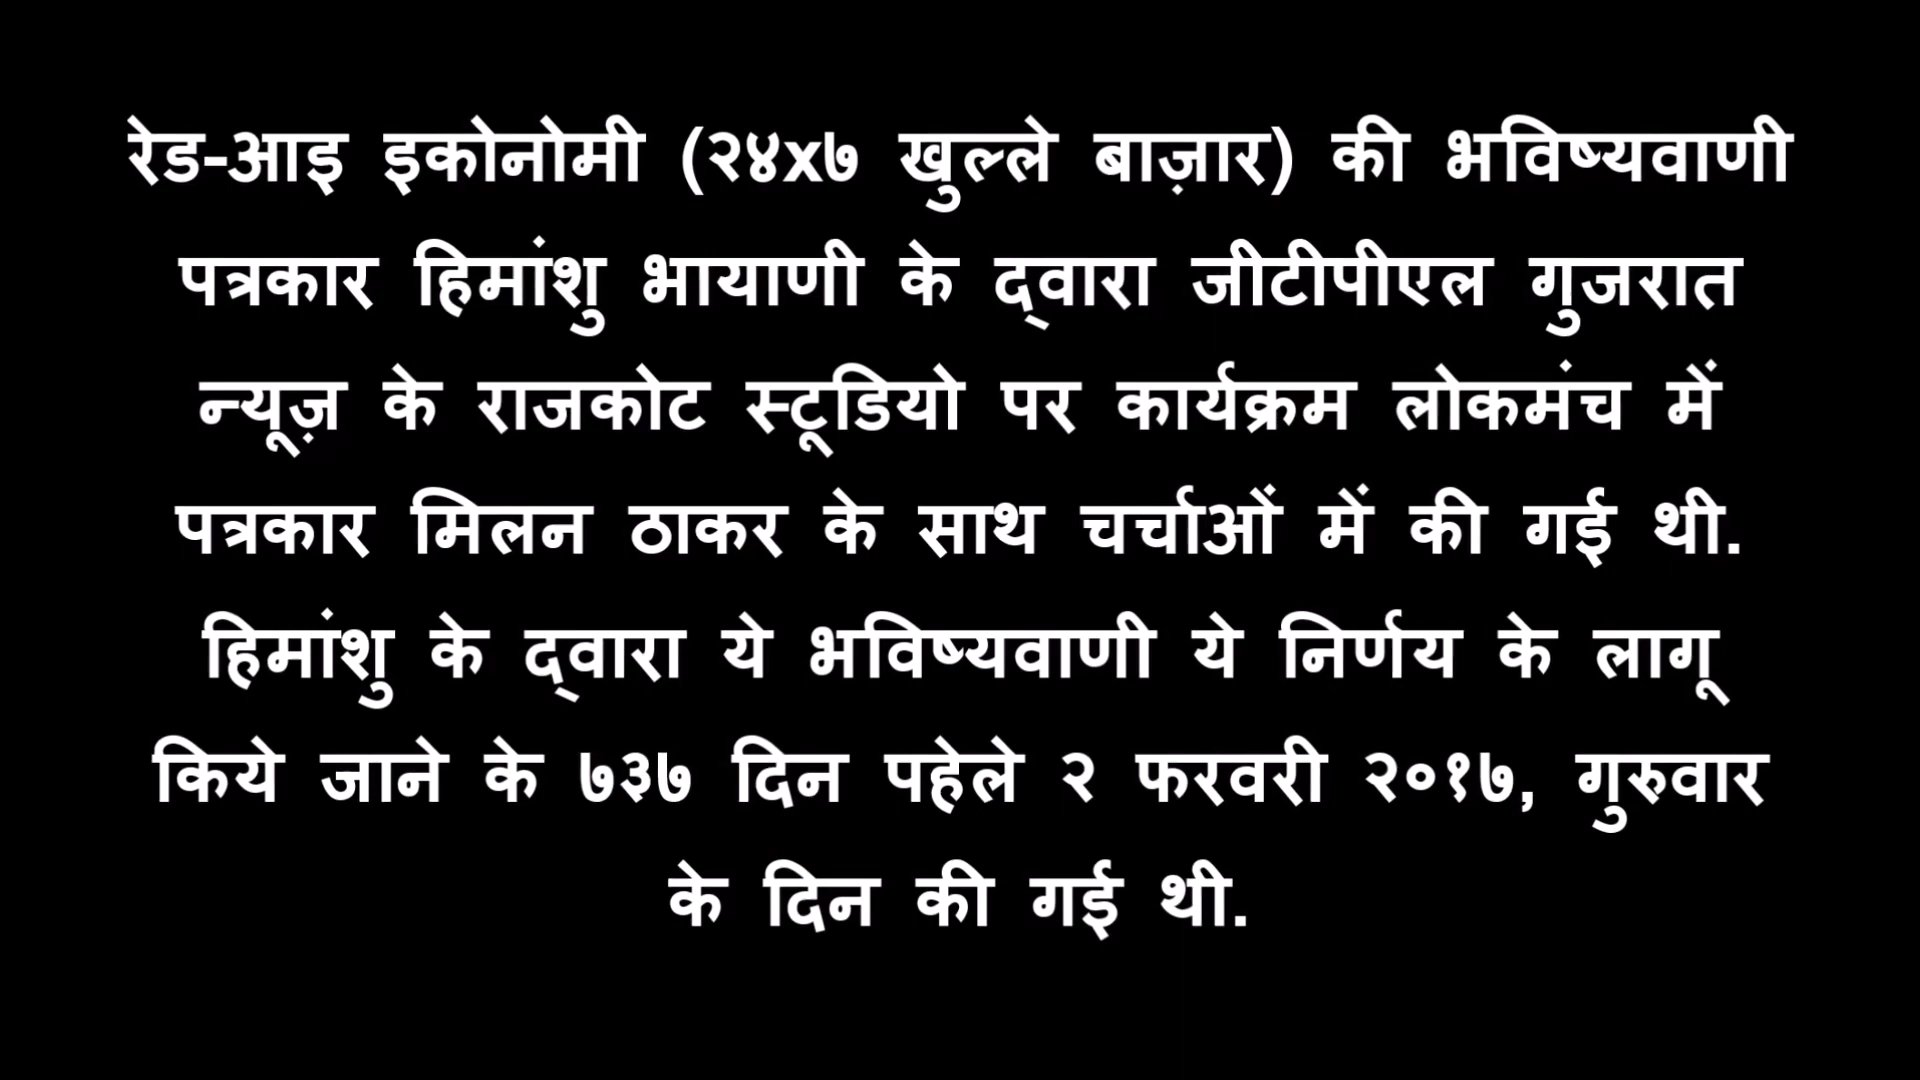 रेड-आइ इकोनोमी (२४x७ खुल्ले बाज़ार) की भविष्यवाणी
पत्रकार हिमांशु भायाणी के द्वारा जीटीपीएल गुजरात
न्यूज़ के राजकोट स्टूडियो पर कार्यक्रम लोकमंच में
पत्रकार मिलन ठाकर के साथ चर्चाओं में की गई थी.
हिमांशु के द्वारा ये भविष्यवाणी ये निर्णय के लागू
किये जाने के ७३७ दिन पहेले २ फरवरी २०१७, गुरुवार
के दिन की गई थी.